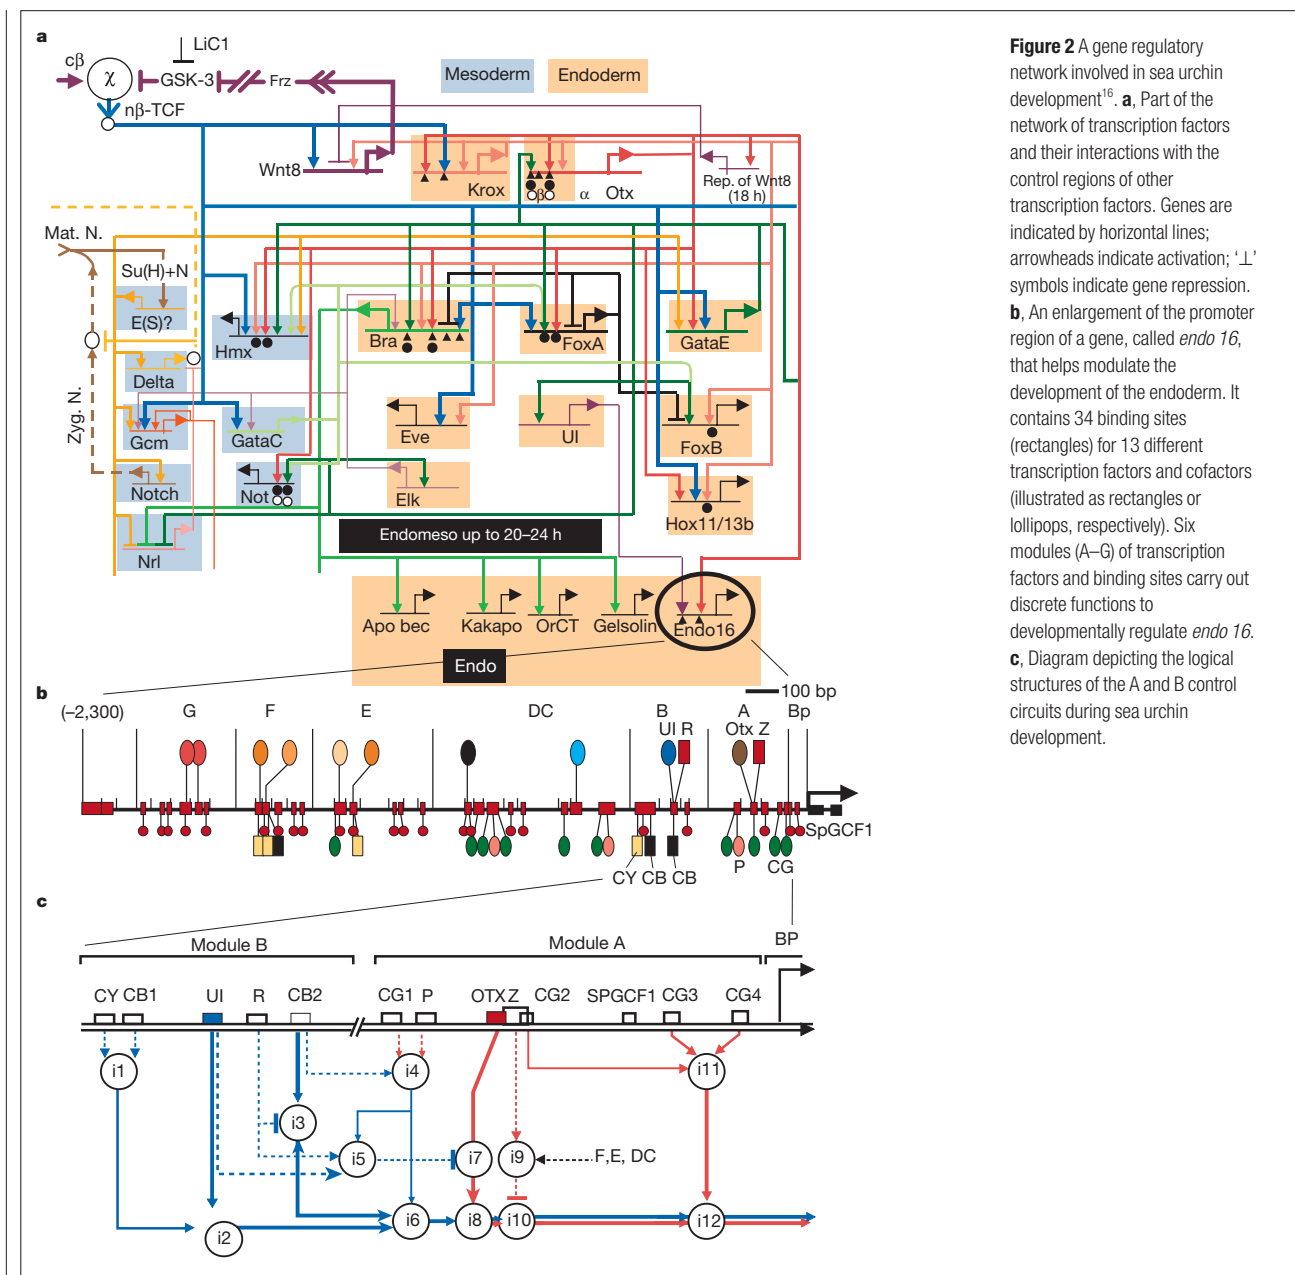 a
LiC1
cβ
χ
GSK-3
Frz
nβ-TCF
Mesoderm
Endoderm
Wnt8
Krox
β
α
Otx
Rep. of Wnt8
(18 h)
Mat. N.
Su(H)+N
E(S)?
Hmx
Bra
FoxA
GataE
Delta
Zyg. N.
Gcm
GataC
Eve
UI
FoxB
Notch
Not
Elk
Hox11/13b
Nrl
Endomeso up to 20–24 h
Apo bec
Kakapo
OrCT
Gelsolin
Endo16
Endo
b
100 bp
(–2,300)
G
F
E
DC
B
A
Bp
UI R
Otx Z
SpGCF1
CY CB CB
P
CG
c
Module B
Module A
BP
CY
CB1
UI
R
CB2
CG1
P
OTX
Z
CG2
SPGCF1
CG3
CG4
i1
i4
i11
i3
i5
i7
i9
F,E, DC
i2
i6
i8
i10
i12
Figure 2 A gene regulatory
network involved in sea urchin
development16. a, Part of the
network of transcription factors
and their interactions with the
control regions of other
transcription factors. Genes are
indicated by horizontal lines;
arrowheads indicate activation; ‘⊥’
symbols indicate gene repression.
b, An enlargement of the promoter
region of a gene, called endo 16,
that helps modulate the
development of the endoderm. It
contains 34 binding sites
(rectangles) for 13 different
transcription factors and cofactors
(illustrated as rectangles or
lollipops, respectively). Six
modules (A–G) of transcription
factors and binding sites carry out
discrete functions to
developmentally regulate endo 16.
c, Diagram depicting the logical
structures of the A and B control
circuits during sea urchin
development.